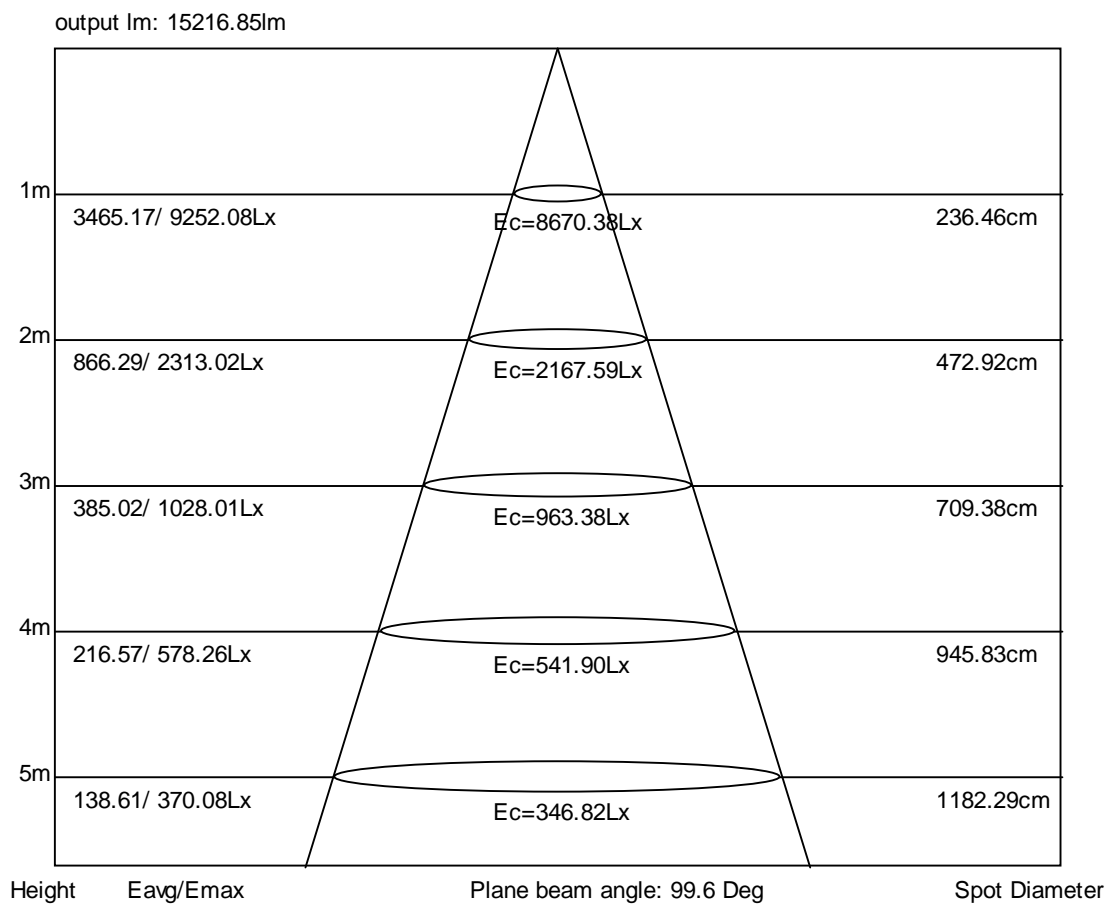 output lm: 15216.85lm
1m
3465.17/ 9252.08Lx
Ec=8670.38Lx
236.46cm
2m
866.29/ 2313.02Lx
Ec=2167.59Lx
472.92cm
3m
385.02/ 1028.01Lx
Ec=963.38Lx
709.38cm
4m
216.57/ 578.26Lx
Ec=541.90Lx
945.83cm
5m
138.61/ 370.08Lx
Ec=346.82Lx
1182.29cm
Height Eavg/Emax Plane beam angle: 99.6 Deg Spot Diameter